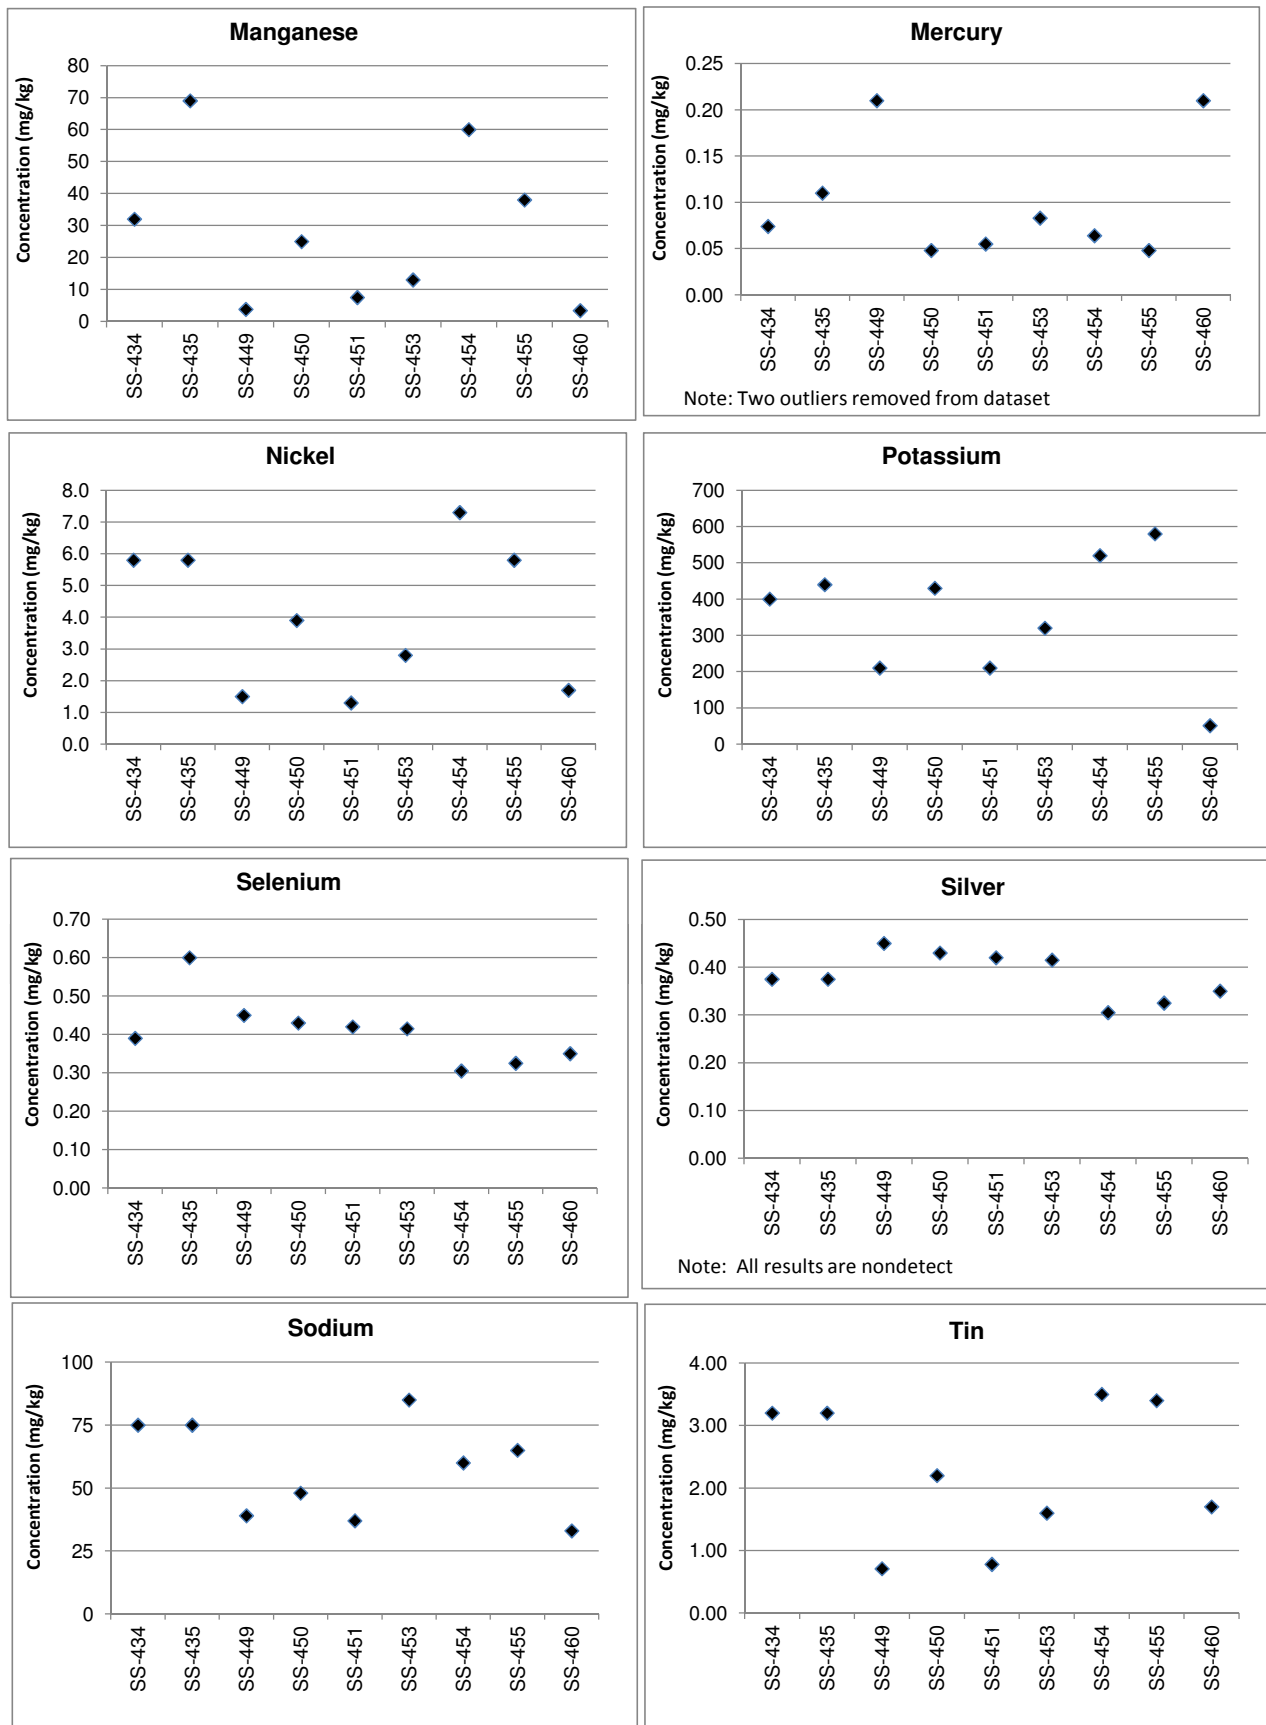 Manganese
Concentration (mg/kg)
80
70
60
50
40
30
20
10
0
SS-434
SS-435
SS-449
SS-450
SS-451
SS-453
SS-454
SS-455
SS-460
Mercury
Concentration (mg/kg)
0.25
0.20
0.15
0.10
0.05
0.00
SS-434
SS-435
SS-449
SS-450
SS-451
SS-453
SS-454
SS-455
SS-460
Note: Two outliers removed from dataset
Nickel
Concentration (mg/kg)
8.0
7.0
6.0
5.0
4.0
3.0
2.0
1.0
0.0
SS-434
SS-435
SS-449
SS-450
SS-451
SS-453
SS-454
SS-455
SS-460
Potassium
Concentration (mg/kg)
700
600
500
400
300
200
100
0
SS-434
SS-435
SS-449
SS-450
SS-451
SS-453
SS-454
SS-455
SS-460
Selenium
Concentration (mg/kg)
0.70
0.60
0.50
0.40
0.30
0.20
0.10
0.00
SS-434
SS-435
SS-449
SS-450
SS-451
SS-453
SS-454
SS-455
SS-460
Silver
Concentration (mg/kg)
0.50
0.40
0.30
0.20
0.10
0.00
SS-434
SS-435
SS-449
SS-450
SS-451
SS-453
SS-454
SS-455
SS-460
Note:  All results are nondetect
Sodium
Concentration (mg/kg)
100
75
50
25
0
SS-434
SS-435
SS-449
SS-450
SS-451
SS-453
SS-454
SS-455
SS-460
Tin
Concentration (mg/kg)
4.00
3.00
2.00
1.00
0.00
SS-434
SS-435
SS-449
SS-450
SS-451
SS-453
SS-454
SS-455
SS-460